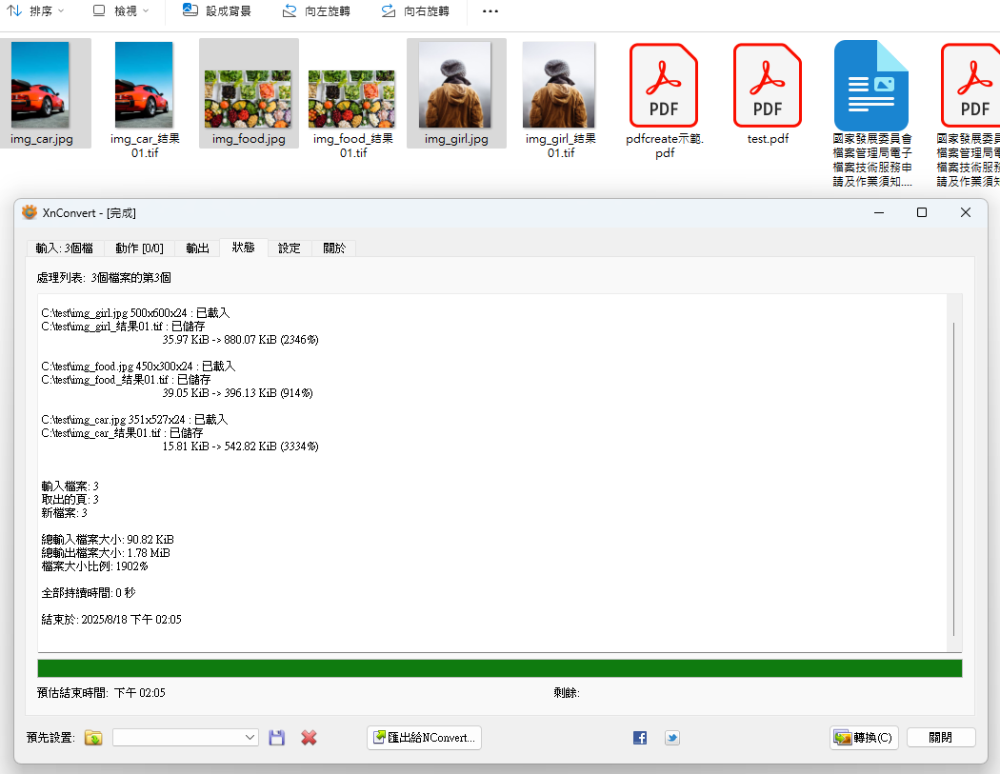 排序
檢視
設成背景
向左旋轉
向右旋轉
img_car.jpg
img_car_結果
01.tif
img_food.jpg
img_food_結果
01.tif
img_girl.jpg
img_girl_結果
01.tif
PDF
pdfcreate示範.
pdf
PDF
test.pdf
國家發展委員會
檔案管理局電子
檔案技術服務申
請及作業須知....
PDF
國家發展委員
檔案管理局電
檔案技術服務
請及作業須知
XnConvert - [完成]
輸入: 3個檔
動作 [0/0]
輸出
狀態
設定
關於
處理列表: 3個檔案的第3個
C:\test\img_girl.jpg 500x600x24 : 已載入
C:\test\img_girl_结果01.tif : 已儲存
35.97 KiB -> 880.07 KiB (2346%)
C:\test\img_food.jpg 450x300x24 : 已載入
C:\test\img_food_结果01.tif : 已儲存
39.05 KiB -> 396.13 KiB (914%)
C:\test\img_car.jpg 351x527x24 : 已載入
C:\test\img_car_结果01.tif : 已儲存
15.81 KiB -> 542.82 KiB (3334%)
輸入檔案: 3
取出的頁: 3
新檔案: 3
總輸入檔案大小: 90.82 KiB
總輸出檔案大小: 1.78 MiB
檔案大小比例: 1902%
全部持續時間: 0 秒
結束於: 2025/8/18 下午 02:05
預估結束時間: 下午 02:05
剩餘:
預先設置:
匯出給NConvert...
轉換(C)
關閉